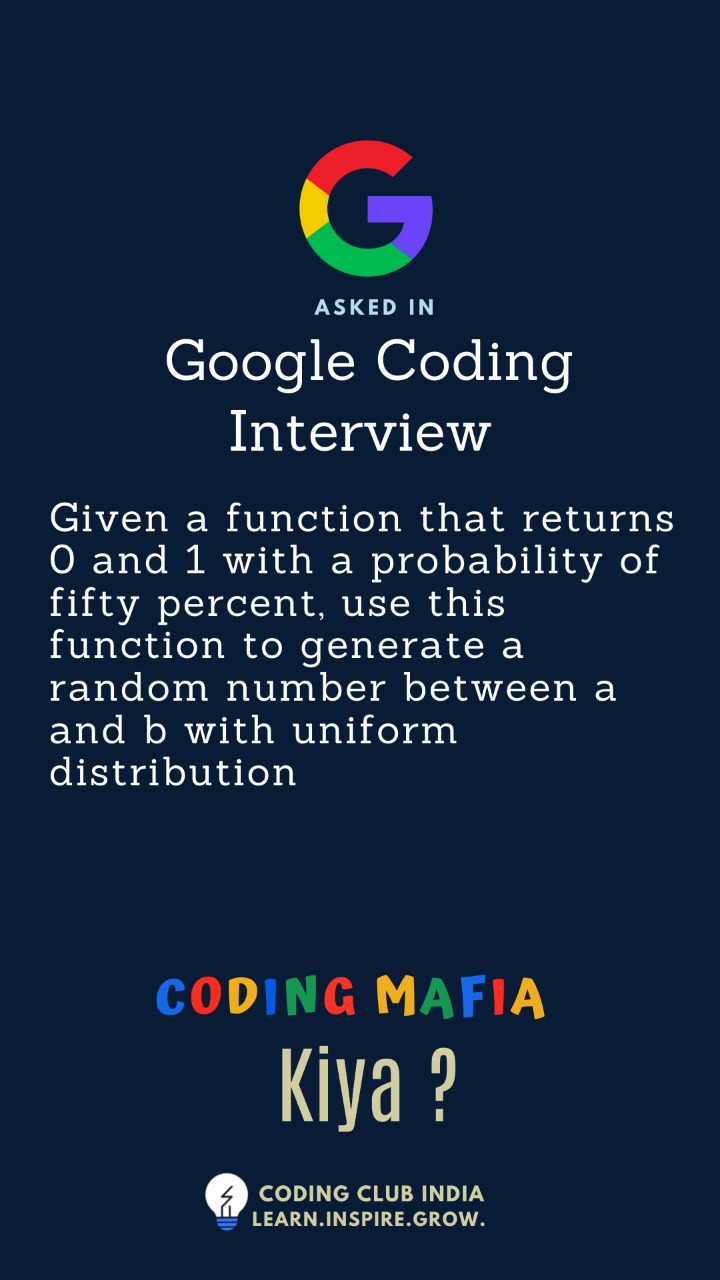 ASKED IN
Google Coding
Interview
Given a function that returns
0 and 1 with a probability of
fifty percent, use this
function to generate a
random number between a
and b with uniform
distribution
CODING MAFIA
Kiya ?
CODING CLUB INDIA
LEARN.INSPIRE.GROW.